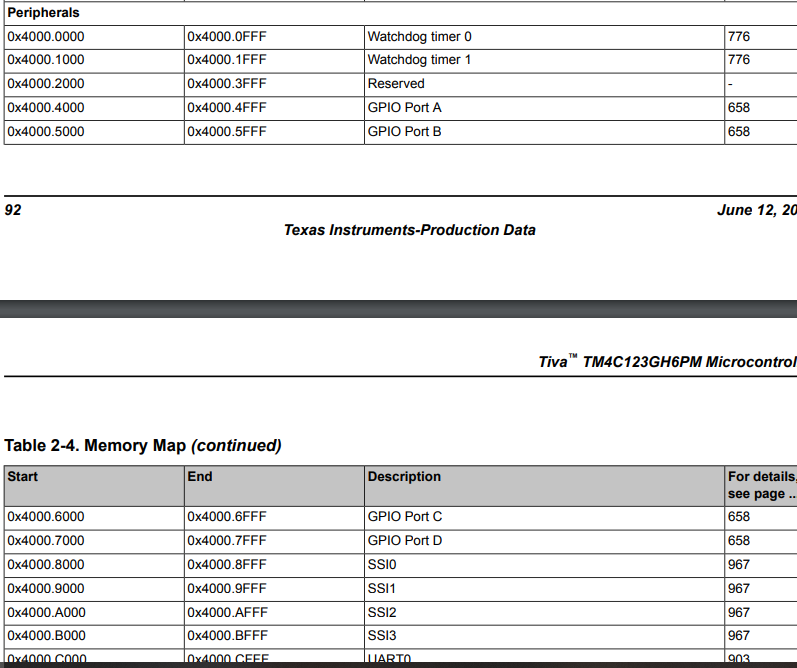 Peripherals
0x4000.0000 0x4000.0FFF Watchdog timer 0 776
0x4000.1000 0x4000.1FFF Watchdog timer 1 776
0x4000.2000 0x4000.3FFF Reserved -
0x4000.4000 0x4000.4FFF GPIO Port A 658
0x4000.5000 0x4000.5FFF GPIO Port B 658
92 June 12, 20
Texas Instruments-Production Data
Tiva™ TM4C123GH6PM Microcontrol
Table 2-4. Memory Map (continued)
Start End Description For details,
see page ..
0x4000.6000 0x4000.6FFF GPIO Port C 658
0x4000.7000 0x4000.7FFF GPIO Port D 658
0x4000.8000 0x4000.8FFF SSI0 967
0x4000.9000 0x4000.9FFF SSI1 967
0x4000.A000 0x4000.AFFF SSI2 967
0x4000.B000 0x4000.BFFF SSI3 967
0x4000.C000 0x4000.CFFF UART0 903